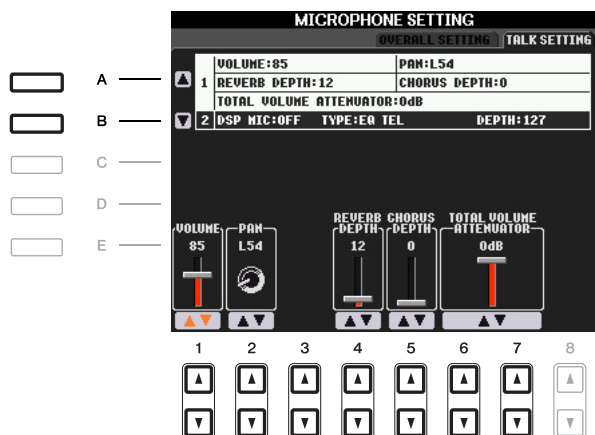 MICROPHONE SETTING
OVERALL SETTING TALK SETTING
A
1
VOLUME:85 PAN:L54
REVERB DEPTH:12 CHORUS DEPTH:0
TOTAL VOLUME ATTENUATOR:0dB
B
2 DSP MIC:OFF TYPE:EQ TEL DEPTH:127
C
D
E
VOLUME PAN REVERB DEPTH CHORUS DEPTH TOTAL VOLUME ATTENUATOR
85 L54 12 0 0dB
1 2 3 4 5 6 7 8